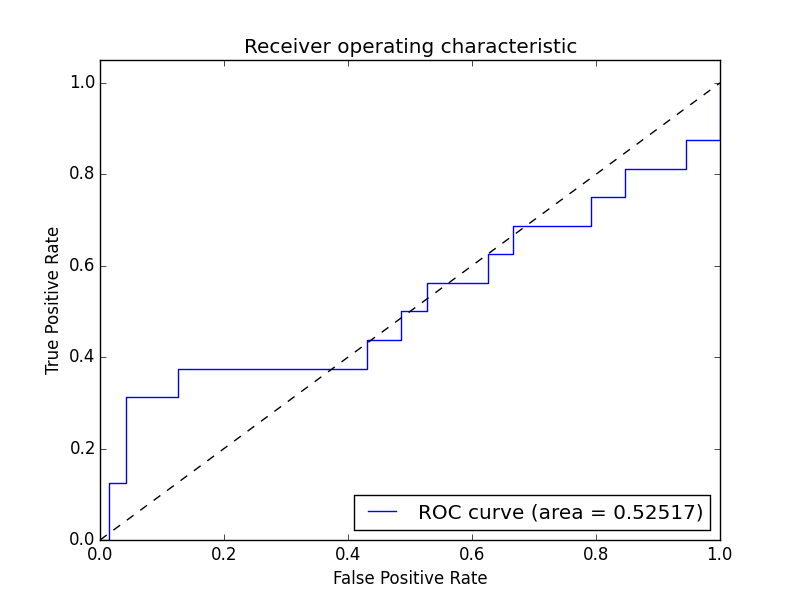 Receiver operating characteristic
True Positive Rate
1.0
0.8
0.6
0.4
0.2
0.0
ROC curve (area = 0.52517)
0.0 0.2 0.4 0.6 0.8 1.0
False Positive Rate